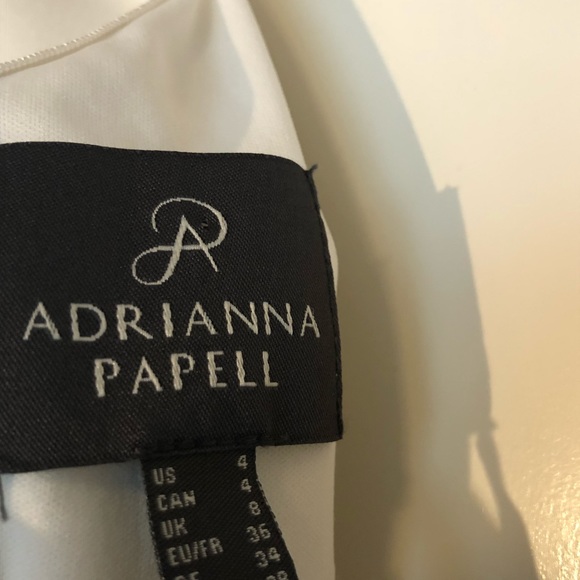 ADRIANNA
PAPELL
US 4
CAN 4
UK 8
EU/FR 36
34